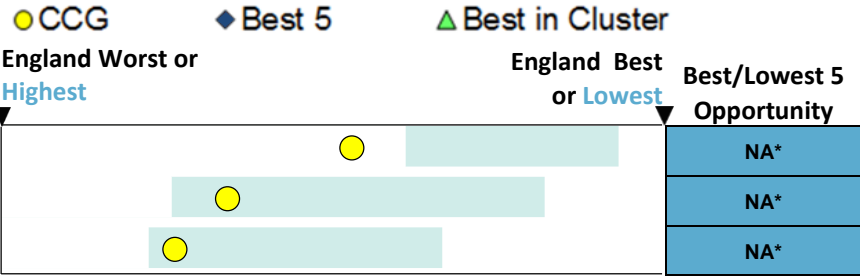 CCG Best 5 Best in Cluster
England Worst or
Highest
England Best
or Lowest
Best/Lowest 5
Opportunity
NA*
NA*
NA*